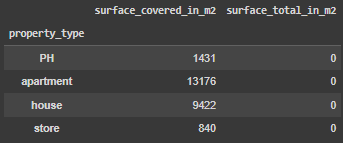 surface_covered_in_m2 surface_total_in_m2
property_type
PH 1431 0
apartment 13176 0
house 9422 0
store 840 0